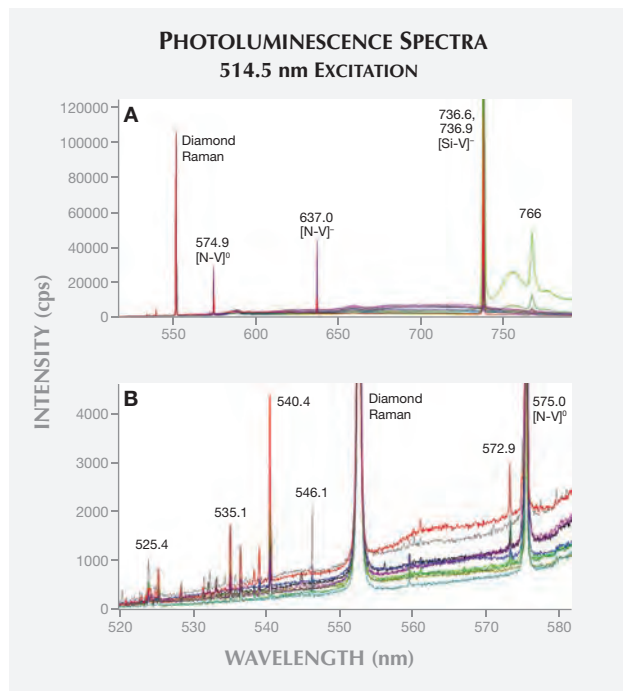 PHOTOLUMINESCENCE SPECTRA
514.5 nm EXCITATION
INTENSITY (cps)
A
120000
100000
80000
60000
40000
20000
0
Diamond
Raman
574.9
[N-V]⁰
637.0
[N-V]⁻
736.6,
736.9
[Si-V]⁻
766
550
600
650
700
750
B
4000
3000
2000
1000
0
525.4
535.1
540.4
546.1
Diamond
Raman
572.9
575.0
[N-V]⁰
520
530
540
550
560
570
580
WAVELENGTH (nm)